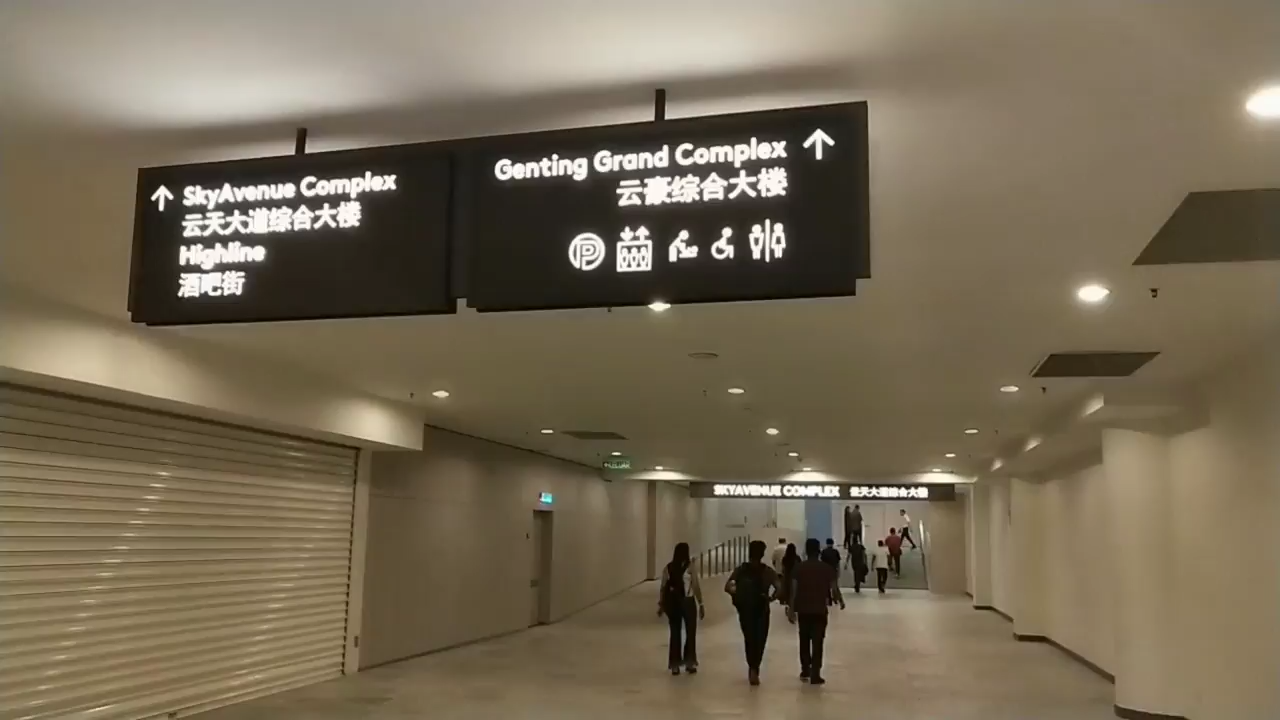 SkyAvenue Complex
云天大道综合大楼
Highline
酒吧街
Genting Grand Complex
云豪综合大楼
P
SKYAVENUE COMPLEX 云天大道综合大楼
KELUAR